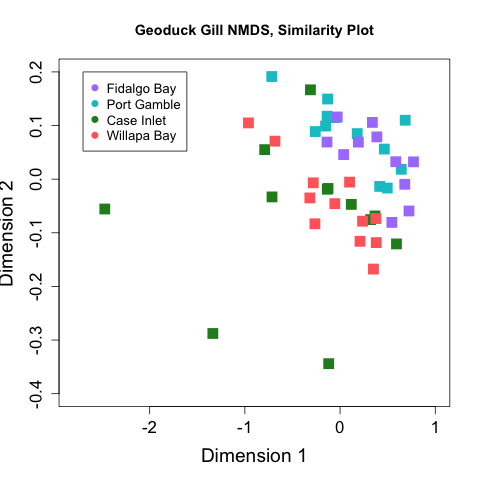 Geoduck Gill NMDS, Similarity Plot
Fidalgo Bay
Port Gamble
Case Inlet
Willapa Bay
Dimension 2
0.2
0.1
0.0
-0.1
-0.2
-0.3
-0.4
-2
-1
0
1
Dimension 1